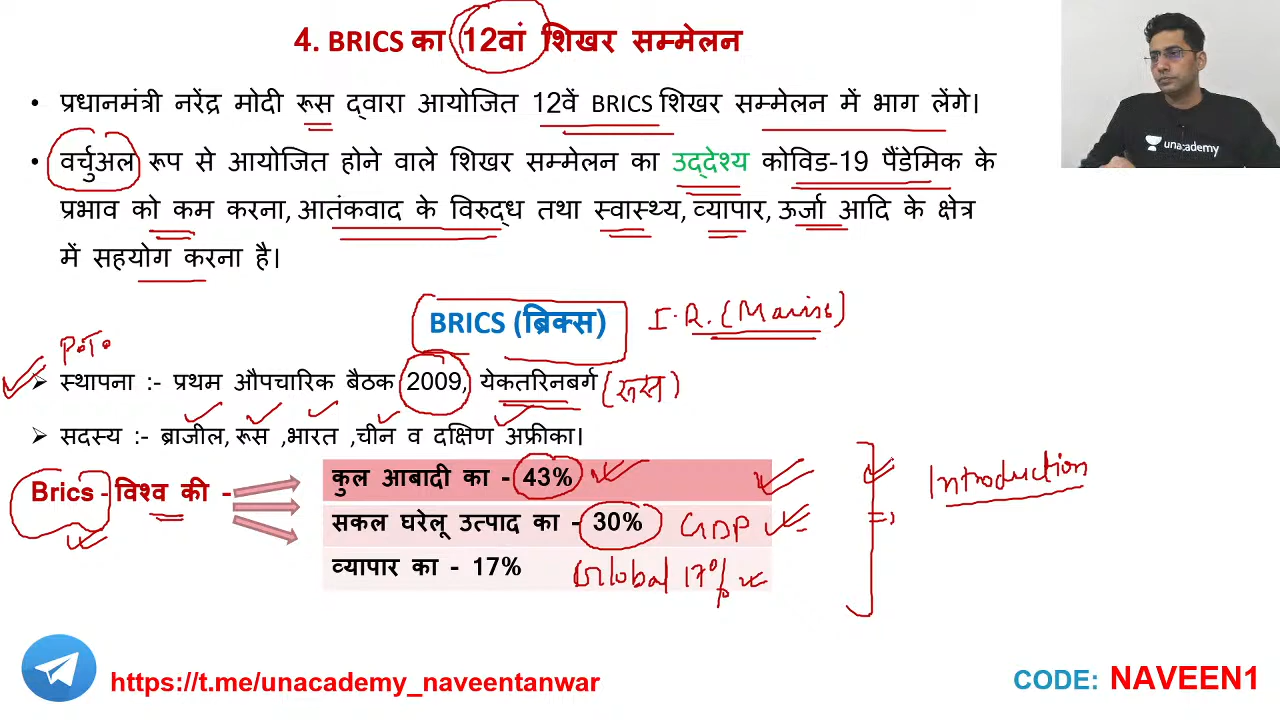 4. BRICS का 12वां शिखर सम्मेलन
• प्रधानमंत्री नरेंद्र मोदी रूस द्वारा आयोजित 12वें BRICS शिखर सम्मेलन में भाग लेंगे।
unacademy
• वर्चुअल रूप से आयोजित होने वाले शिखर सम्मेलन का उद्देश्य कोविड-19 पैंडेमिक के
प्रभाव को कम करना, आतंकवाद के विरुद्ध तथा स्वास्थ्य, व्यापार, ऊर्जा आदि के क्षेत्र
में सहयोग करना है।
BRICS (ब्रिक्स) I.R. (Mains)
P.T.
➢ स्थापना :- प्रथम औपचारिक बैठक 2009, येकतरिनबर्ग (रूस)
➢ सदस्य :- ब्राजील, रूस ,भारत ,चीन व दक्षिण अफ्रीका।
Brics - विश्व की -
कुल आबादी का - 43%
सकल घरेलू उत्पाद का - 30% GDP
व्यापार का - 17% Global 17%
Introduction
https://t.me/unacademy_naveentanwar
CODE: NAVEEN1